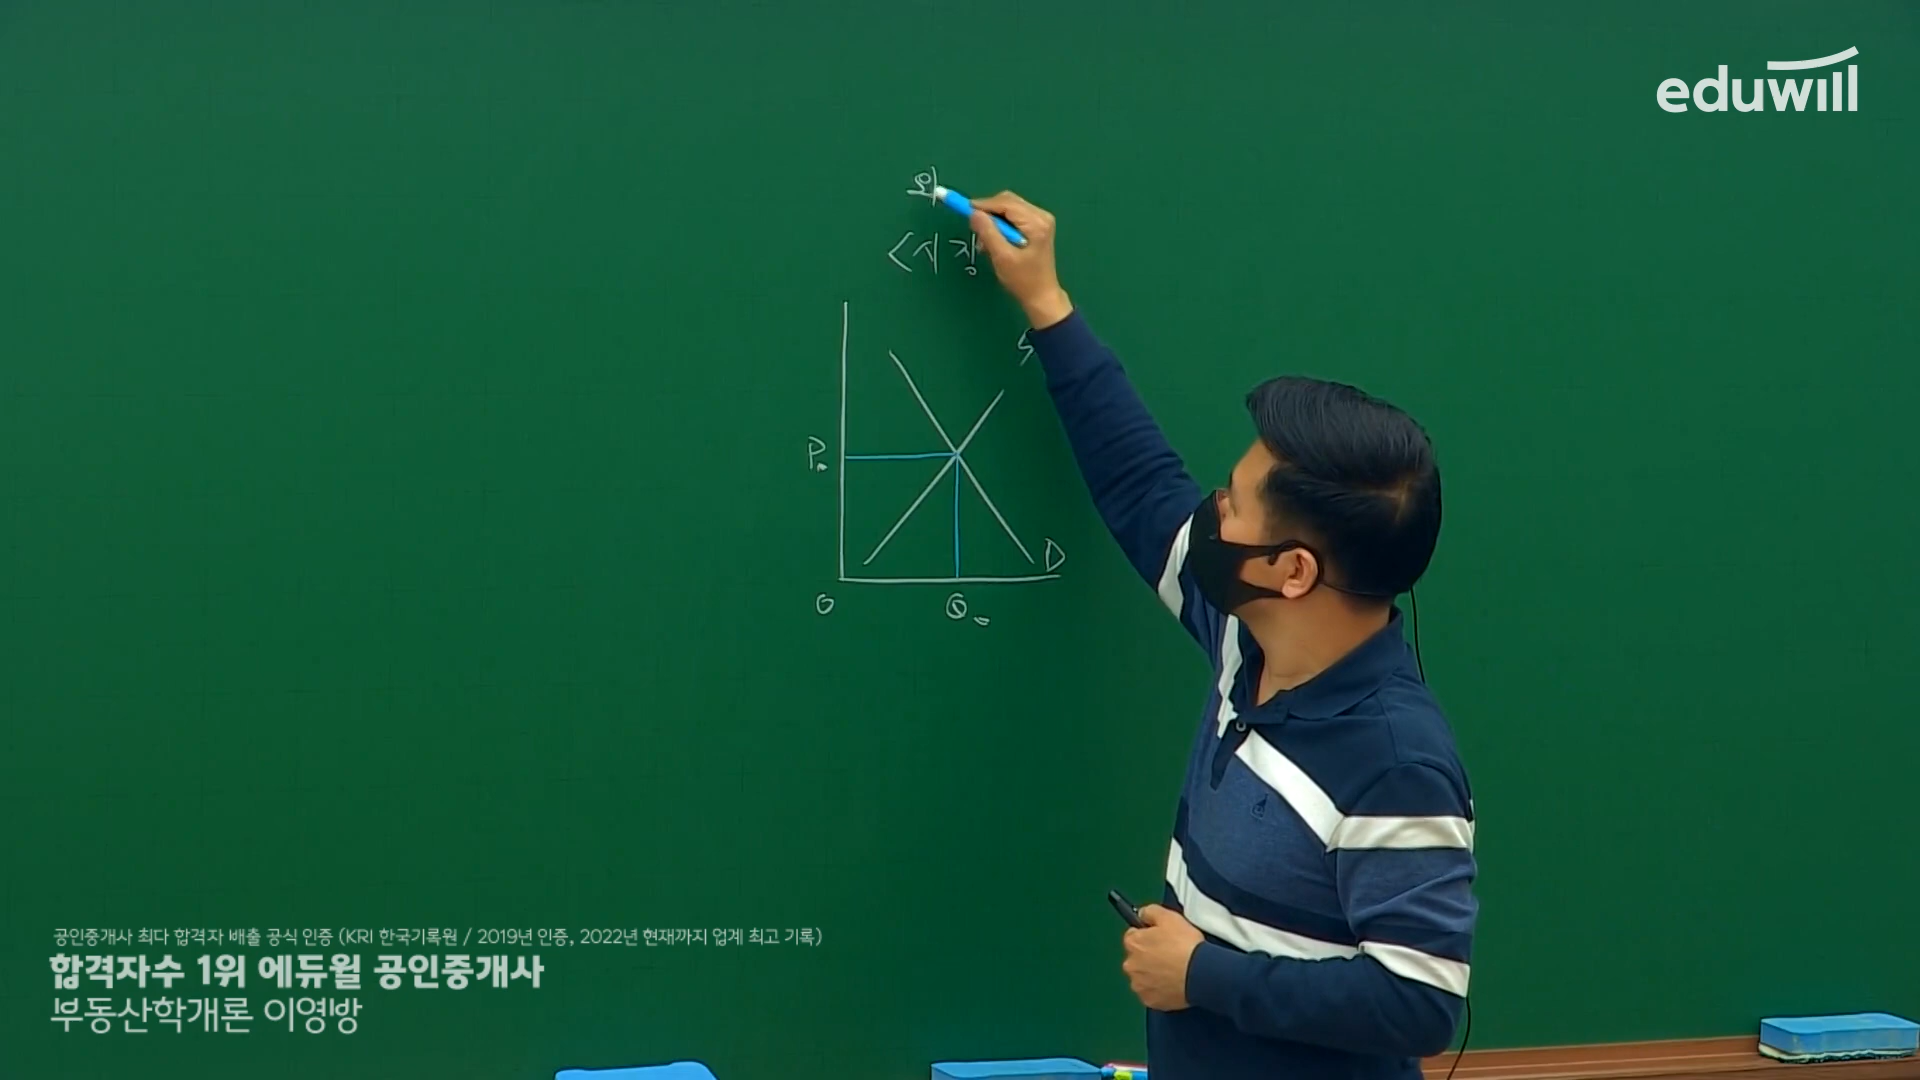 eduwill
외
<시장
S
P₀
D
0
Q₀
공인중개사 최다 합격자 배출 공식 인증 (KRI 한국기록원 / 2019년 인증, 2022년 현재까지 업계 최고 기록)
합격자수 1위 에듀윌 공인중개사
부동산학개론 이영방